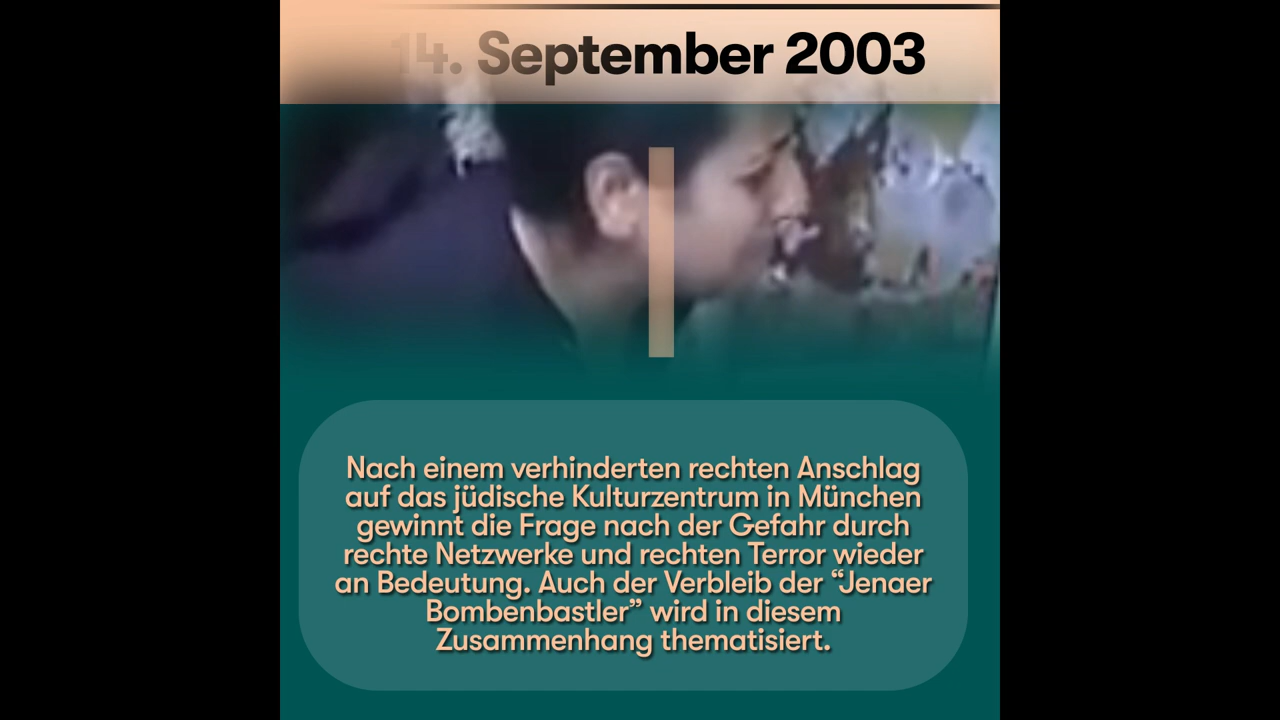 14. September 2003
Nach einem verhinderten rechten Anschlag
auf das jüdische Kulturzentrum in München
gewinnt die Frage nach der Gefahr durch
rechte Netzwerke und rechten Terror wieder
an Bedeutung. Auch der Verbleib der “Jenaer
Bombenbastler” wird in diesem
Zusammenhang thematisiert.